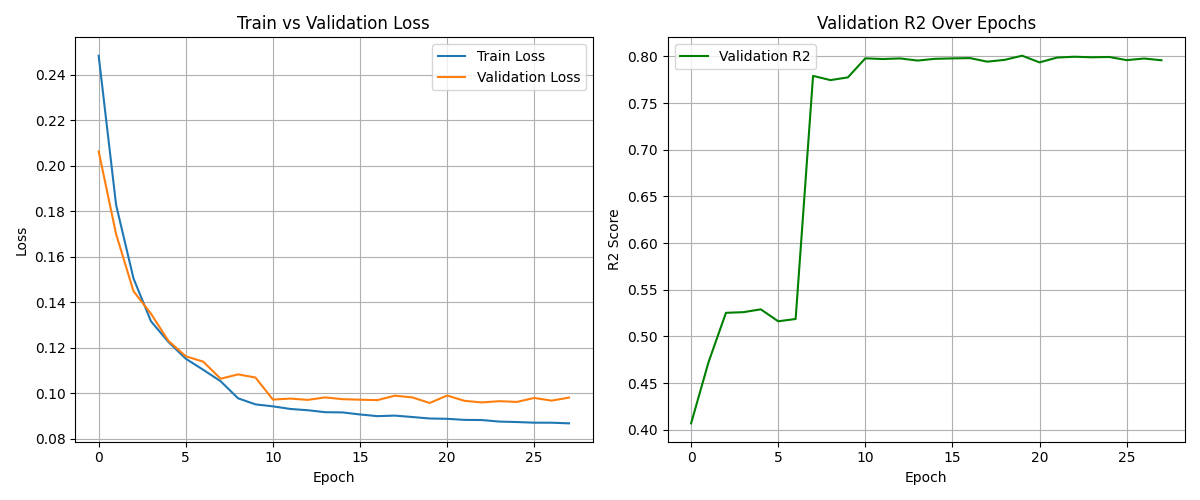 Train vs Validation Loss
Train Loss
Validation Loss
0.24
0.22
0.20
0.18
0.16
0.14
0.12
0.10
0.08
Loss
0 5 10 15 20 25
Epoch
Validation R2 Over Epochs
Validation R2
0.80
0.75
0.70
0.65
0.60
0.55
0.50
0.45
0.40
R2 Score
0 5 10 15 20 25
Epoch